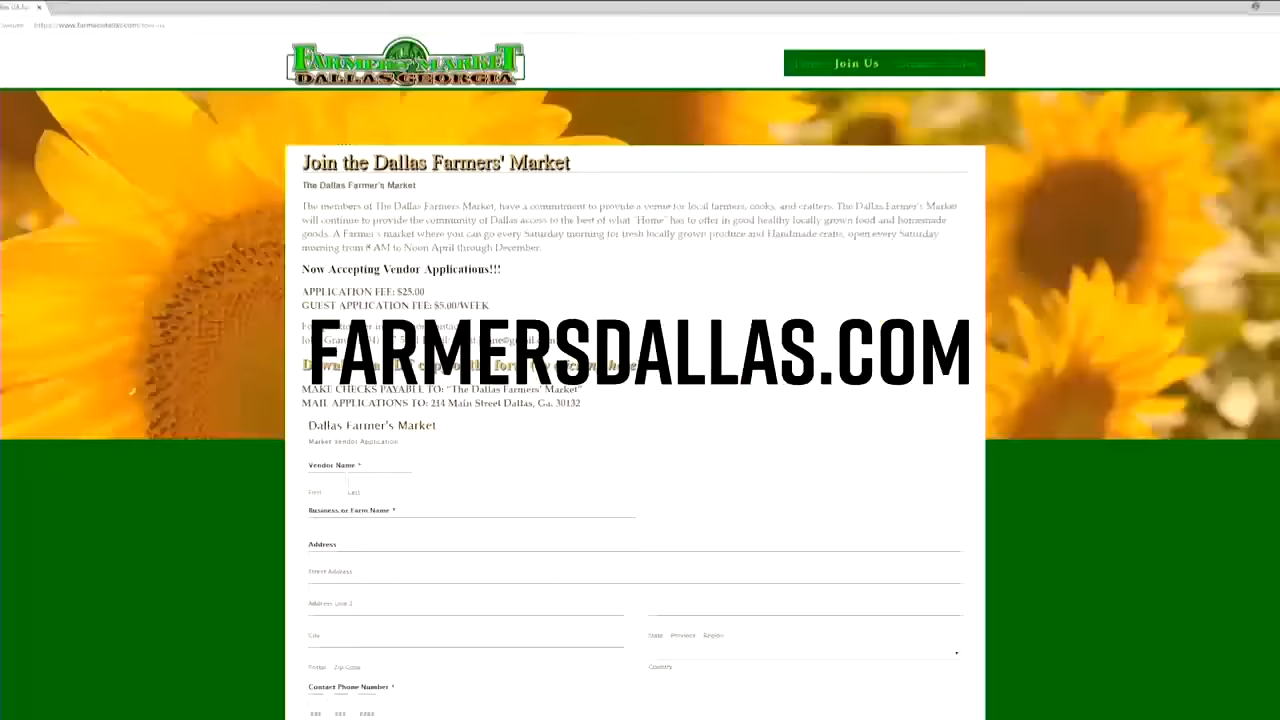 FARMERS MARKET
DALLAS GEORGIA
Join Us
Join the Dallas Farmers' Market
The Dallas Farmer's Market
The members of The Dallas Farmers Market, have a commitment to provide a venue for local farmers, cooks, and crafters. The Dallas Farmer's Market
will continue to provide the community of Dallas access to the best of what "Home" has to offer in good healthy locally grown food and homemade
goods. A Farmer's market where you can go every Saturday morning for fresh locally grown produce and Handmade crafts, open every Saturday
morning from 8 AM to Noon April through December.
Now Accepting Vendor Applications!!!
APPLICATION FEE: $25.00
GUEST APPLICATION FEE: $5.00/WEEK
FARMERSDALLAS.COM
MAKE CHECKS PAYABLE TO: "The Dallas Farmers' Market"
MAIL APPLICATIONS TO: 214 Main Street Dallas, Ga. 30132
Dallas Farmer's Market
Market Vendor Application
Vendor Name *
First Last
Business or Farm Name *
Address
Street Address
Address Line 2
City State Province Region
Postal Zip Code Country
Contact Phone Number *
### ### ####